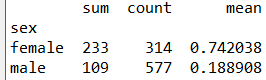 sum count mean
sex
female 233 314 0.742038
male 109 577 0.188908